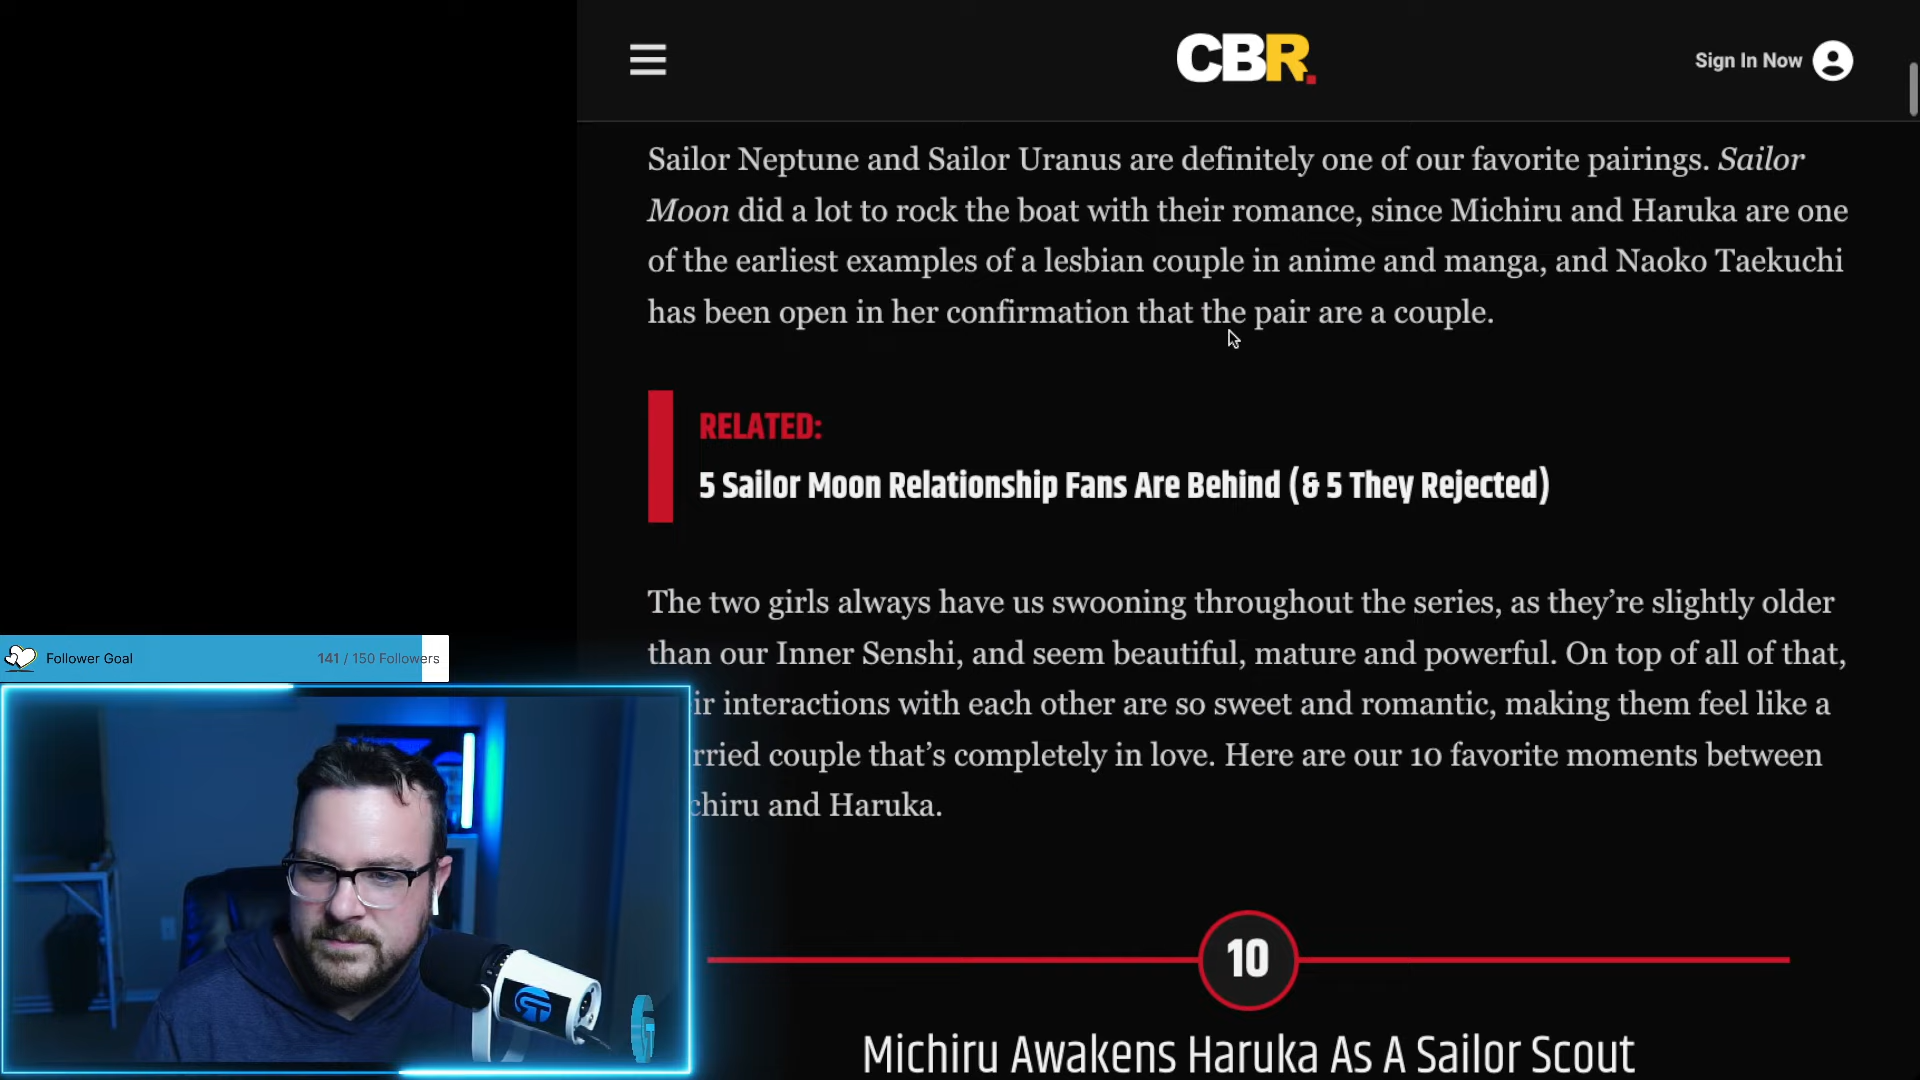 CBR.
Sign In Now
Sailor Neptune and Sailor Uranus are definitely one of our favorite pairings. Sailor
Moon did a lot to rock the boat with their romance, since Michiru and Haruka are one
of the earliest examples of a lesbian couple in anime and manga, and Naoko Taekuchi
has been open in her confirmation that the pair are a couple.
RELATED:
5 Sailor Moon Relationship Fans Are Behind (& 5 They Rejected)
The two girls always have us swooning throughout the series, as they’re slightly older
than our Inner Senshi, and seem beautiful, mature and powerful. On top of all of that,
ir interactions with each other are so sweet and romantic, making them feel like a
rried couple that’s completely in love. Here are our 10 favorite moments between
chiru and Haruka.
10
Michiru Awakens Haruka As A Sailor Scout
Follower Goal
141 / 150 Followers